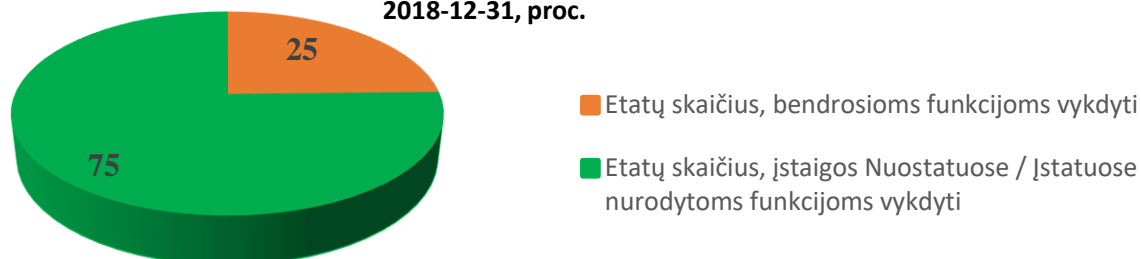 2018-12-31, proc.
25
75
Etatų skaičius, bendrosioms funkcijoms vykdyti
Etatų skaičius, įstaigos Nuostatuose / Įstatuose
nurodytoms funkcijoms vykdyti